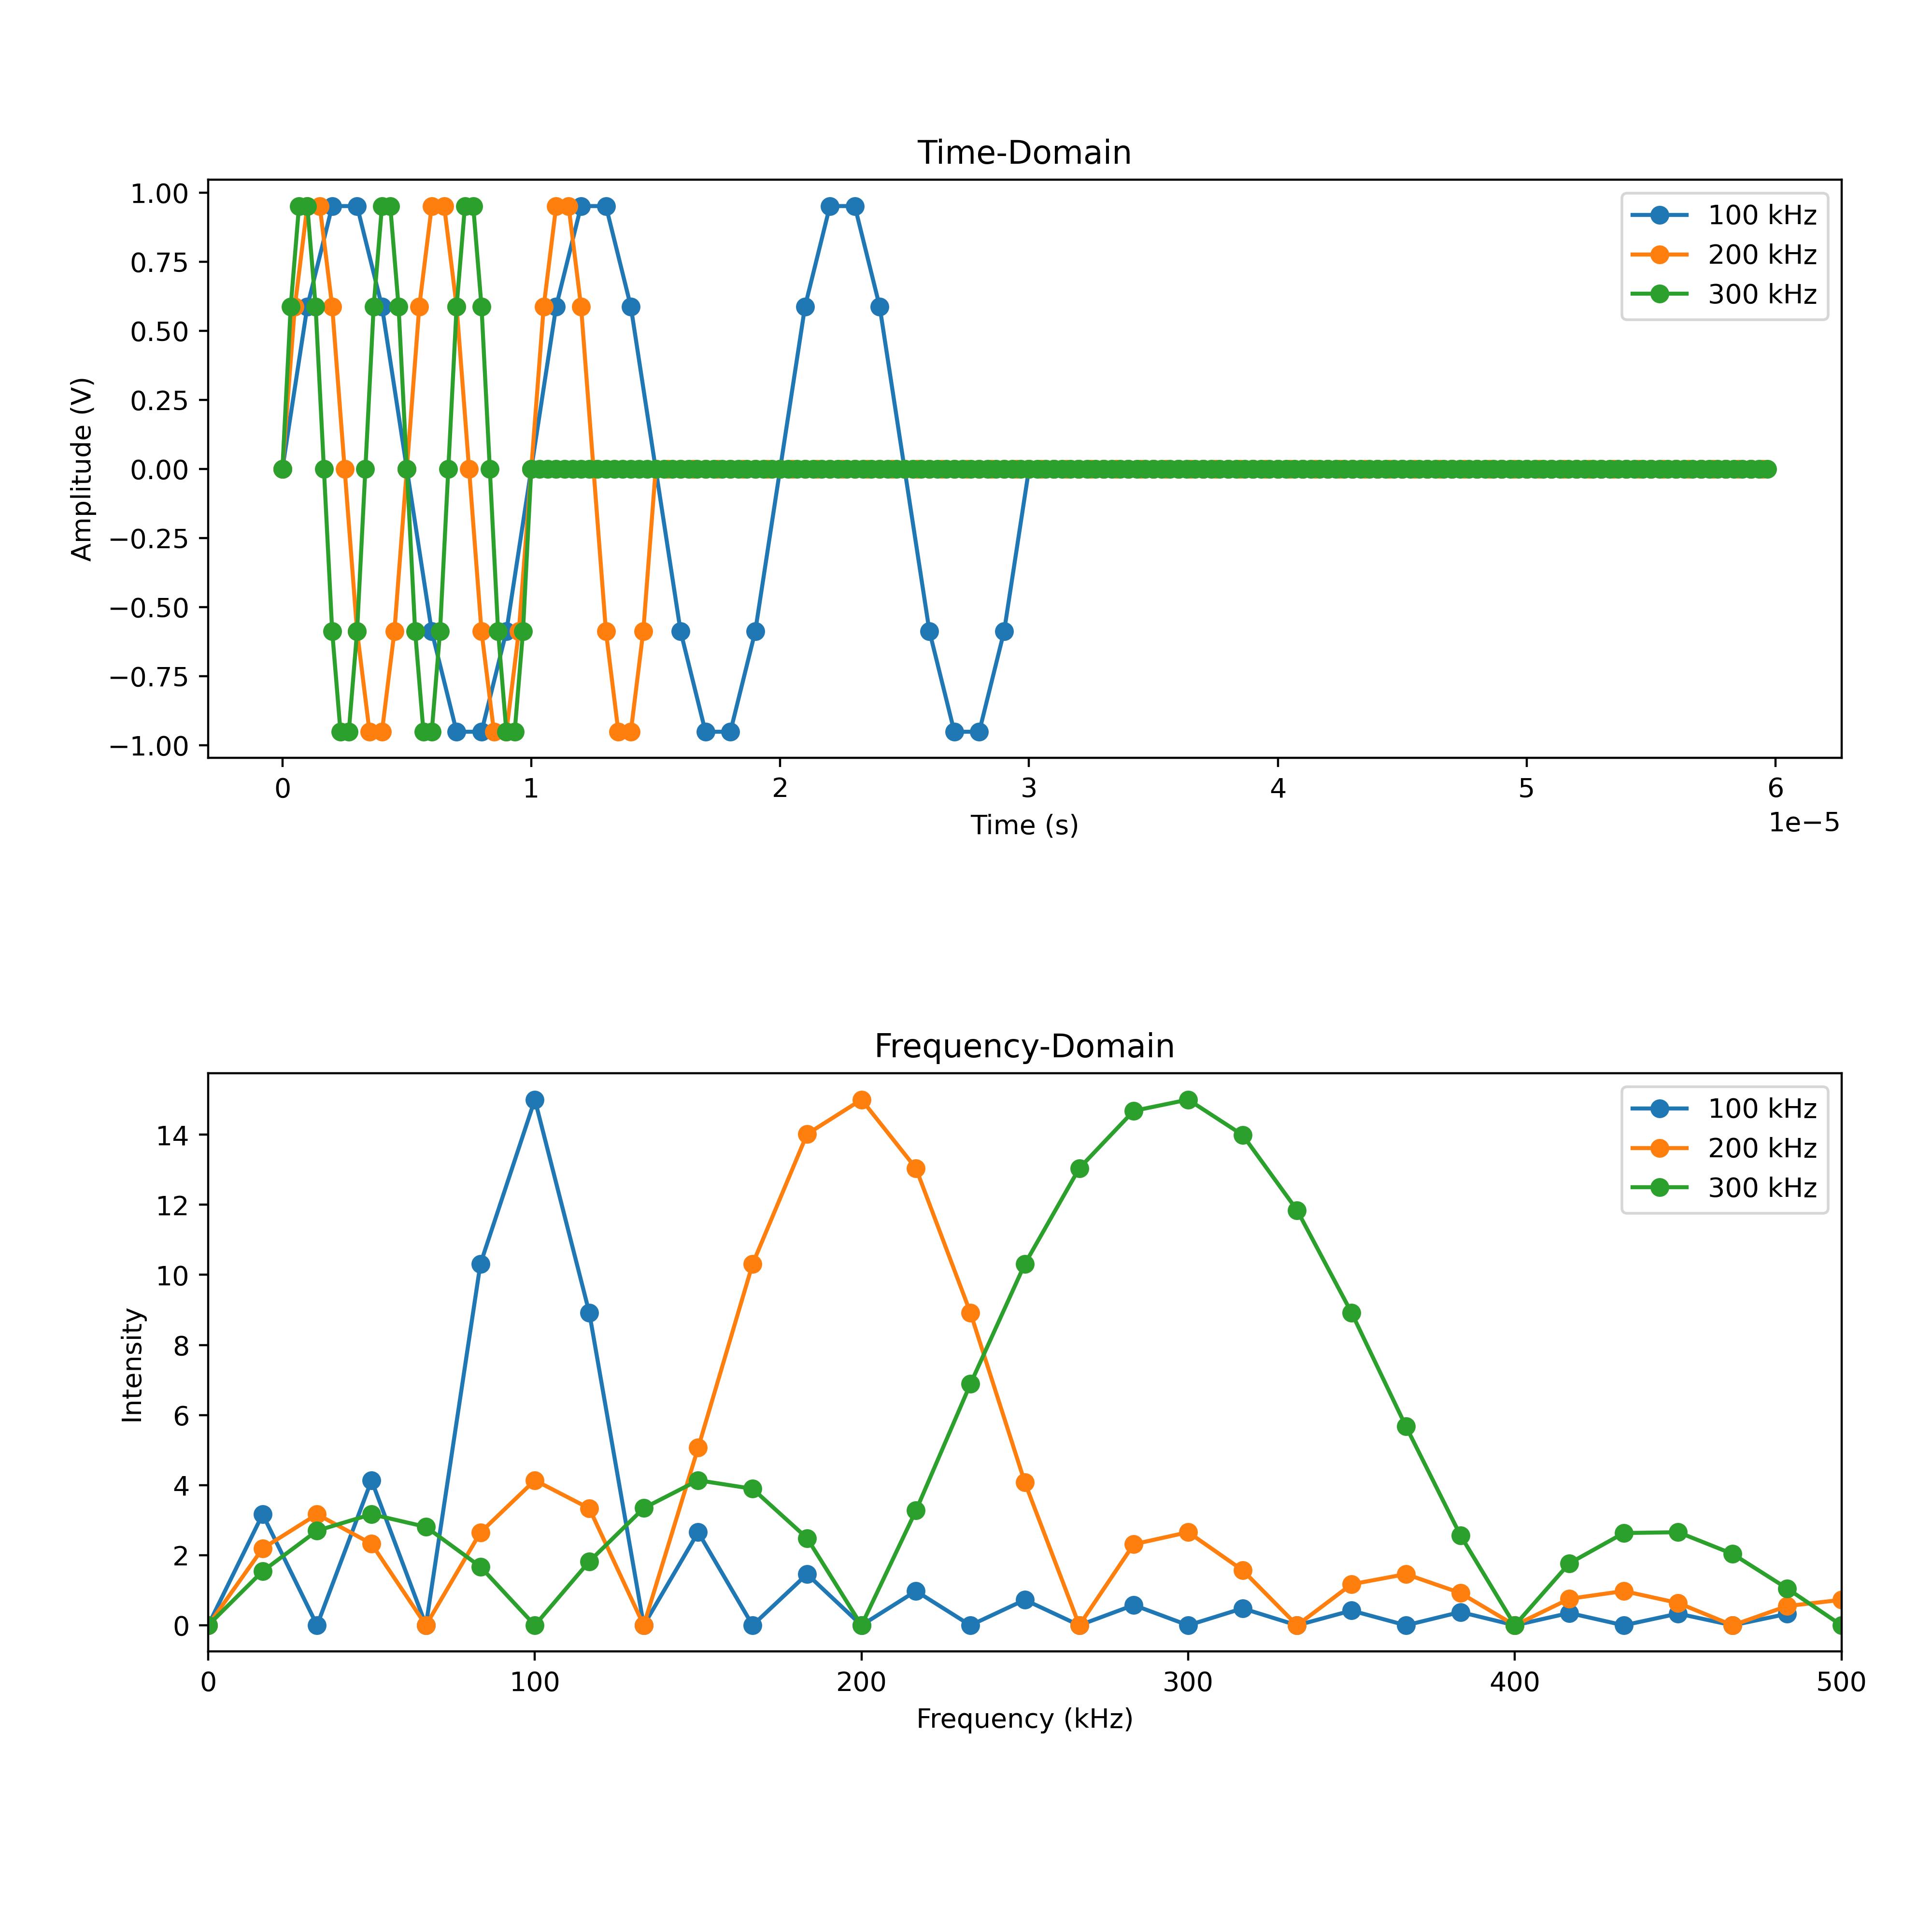 Time-Domain
1.00
0.75
0.50
0.25
0.00
−0.25
−0.50
−0.75
−1.00
Amplitude (V)
100 kHz
200 kHz
300 kHz
0 1 2 3 4 5 6
1e−5
Time (s)
Frequency-Domain
14
12
10
8
6
4
2
0
Intensity
100 kHz
200 kHz
300 kHz
0 100 200 300 400 500
Frequency (kHz)